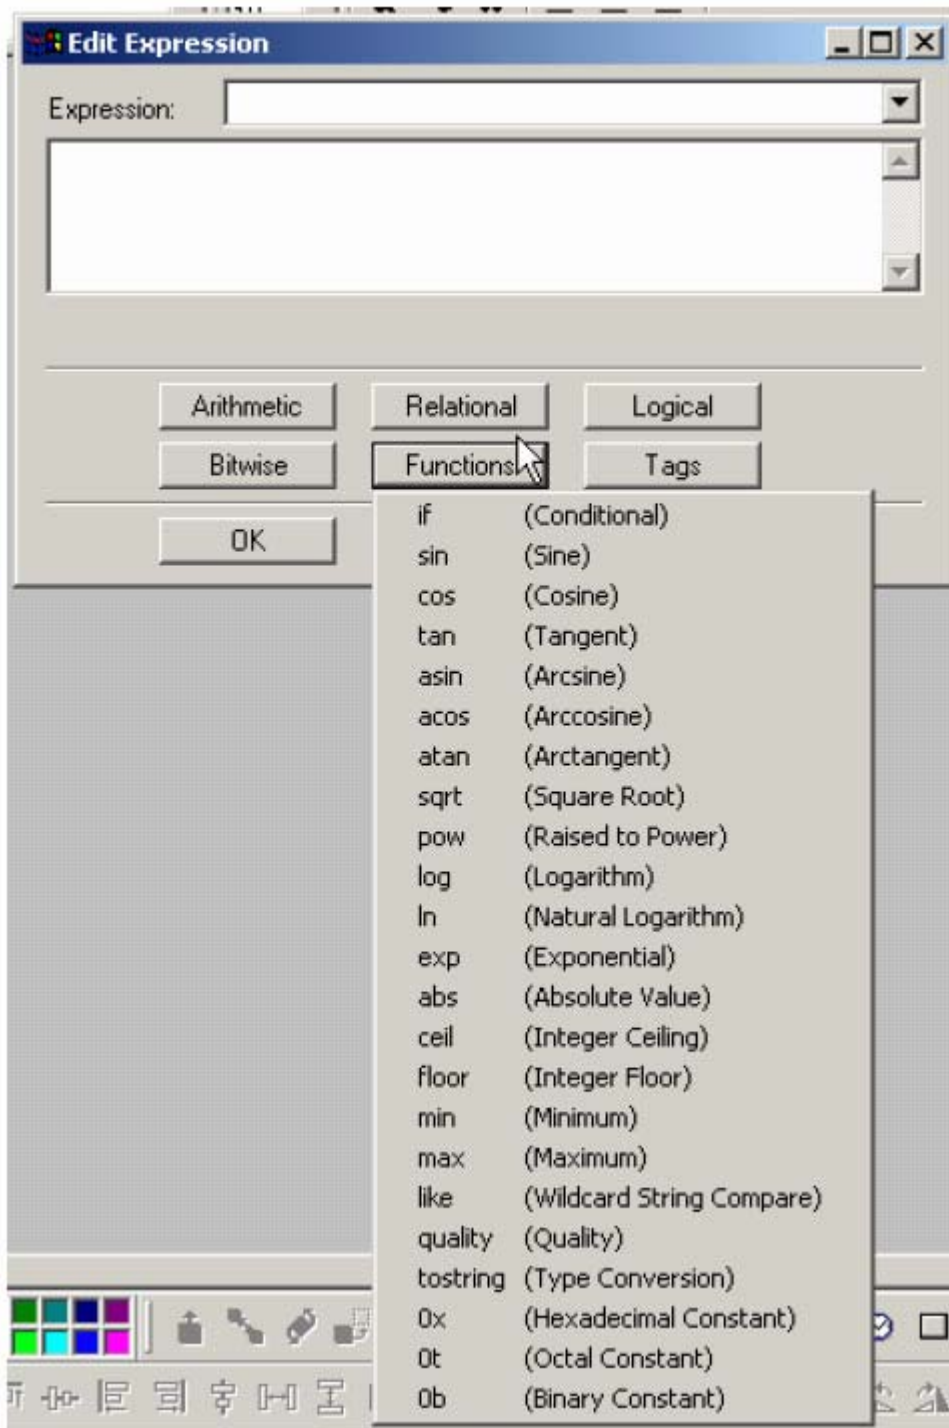 Edit Expression
Expression:
Arithmetic Relational Logical
Bitwise Functions Tags
OK
if (Conditional)
sin (Sine)
cos (Cosine)
tan (Tangent)
asin (Arcsine)
acos (Arccosine)
atan (Arctangent)
sqrt (Square Root)
pow (Raised to Power)
log (Logarithm)
ln (Natural Logarithm)
exp (Exponential)
abs (Absolute Value)
ceil (Integer Ceiling)
floor (Integer Floor)
min (Minimum)
max (Maximum)
like (Wildcard String Compare)
quality (Quality)
tostring (Type Conversion)
0x (Hexadecimal Constant)
0t (Octal Constant)
0b (Binary Constant)